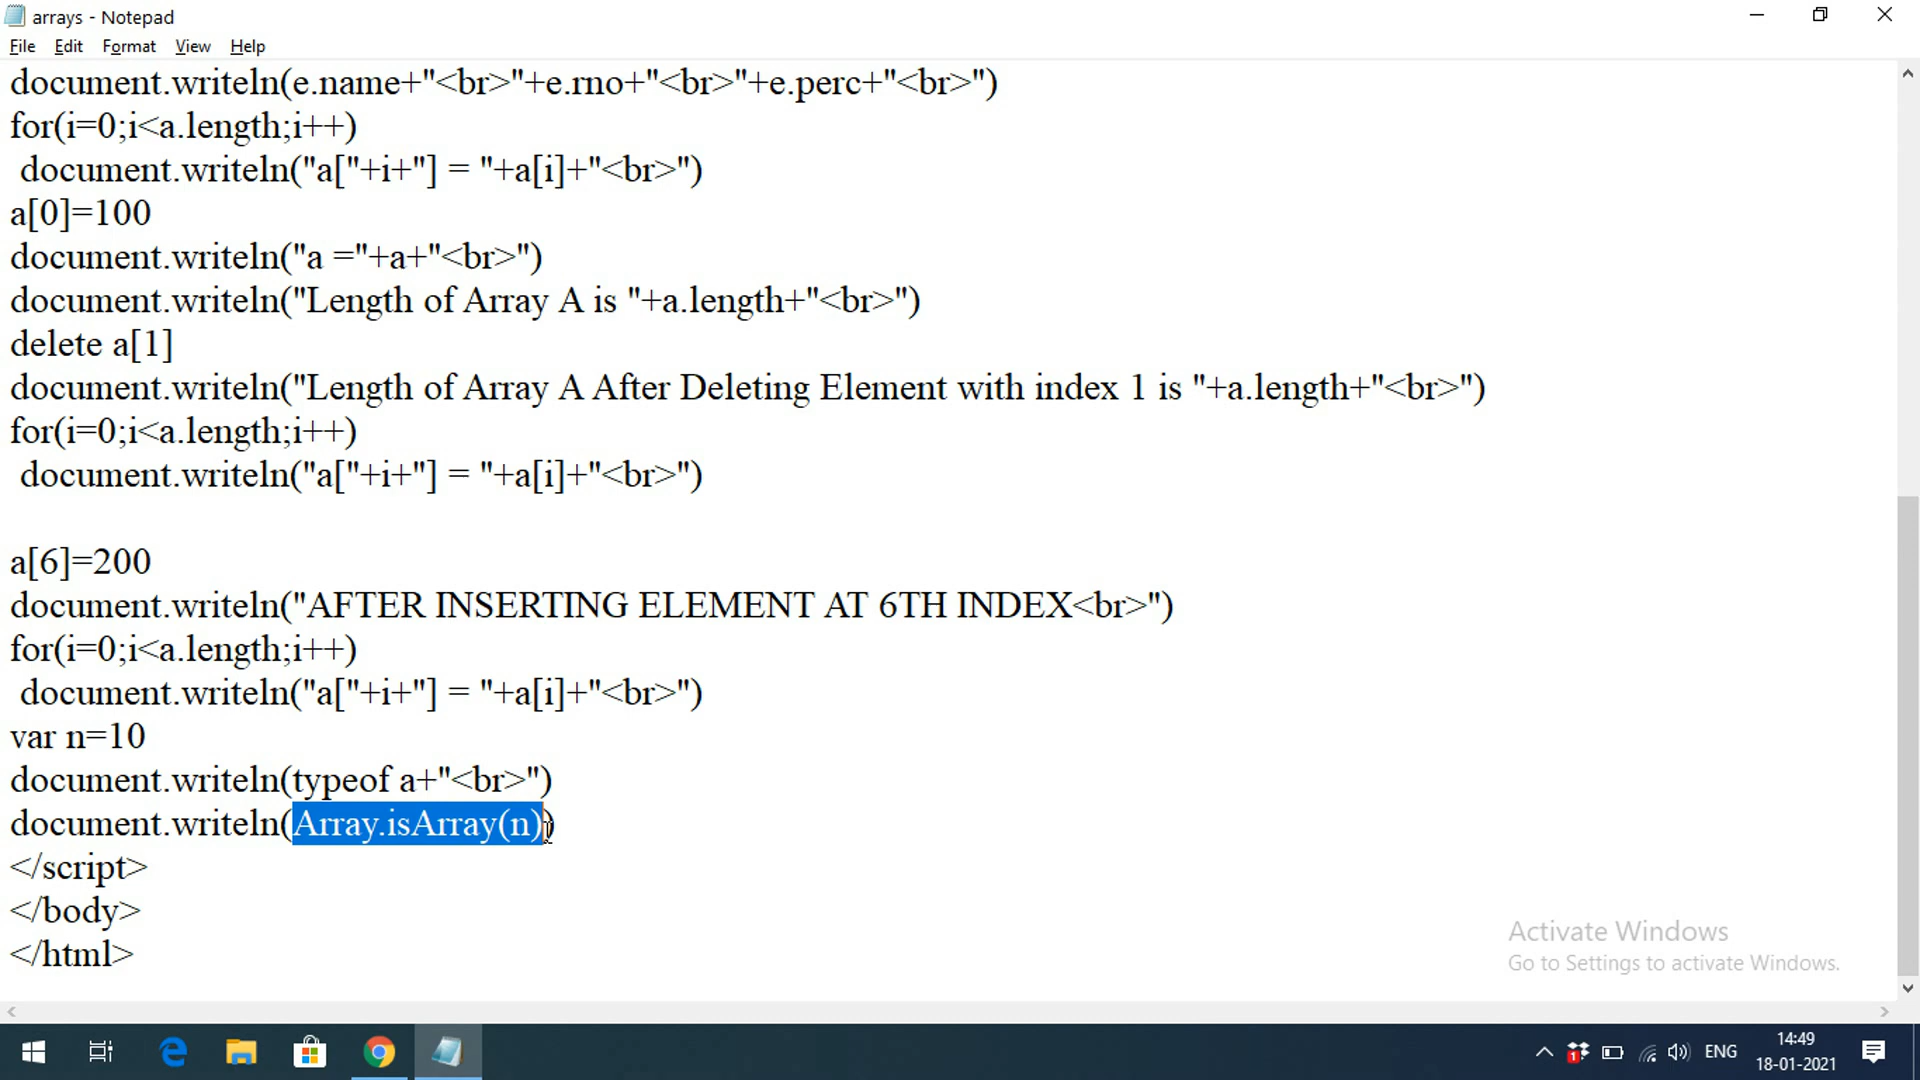 arrays - Notepad
File Edit Format View Help
document.writeln(e.name+"<br>"+e.rno+"<br>"+e.perc+"<br>")
for(i=0;i<a.length;i++)
document.writeln("a["+i+"] = "+a[i]+"<br>")
a[0]=100
document.writeln("a ="+a+"<br>")
document.writeln("Length of Array A is "+a.length+"<br>")
delete a[1]
document.writeln("Length of Array A After Deleting Element with index 1 is "+a.length+"<br>")
for(i=0;i<a.length;i++)
document.writeln("a["+i+"] = "+a[i]+"<br>")
a[6]=200
document.writeln("AFTER INSERTING ELEMENT AT 6TH INDEX<br>")
for(i=0;i<a.length;i++)
document.writeln("a["+i+"] = "+a[i]+"<br>")
var n=10
document.writeln(typeof a+"<br>")
document.writeln(Array.isArray(n))
</script>
</body>
</html>
Activate Windows
Go to Settings to activate Windows.
1
ENG
14:49
18-01-2021